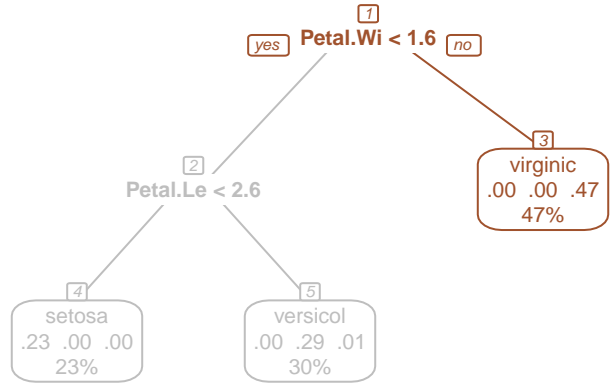 1
yes Petal.Wi < 1.6 no
2
Petal.Le < 2.6
3
virginic
.00 .00 .47
47%
4
setosa
.23 .00 .00
23%
5
versicol
.00 .29 .01
30%